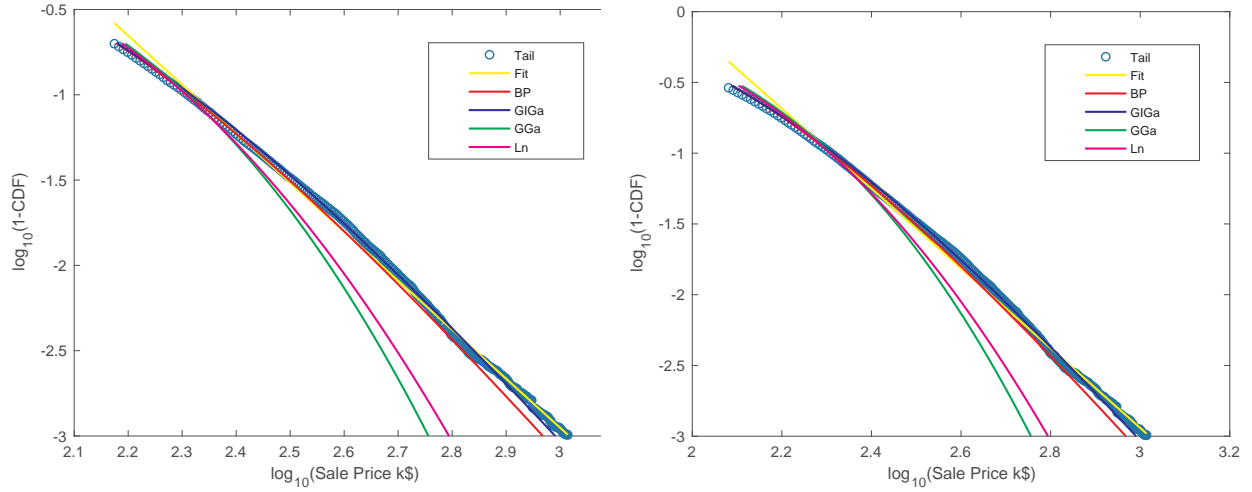 -0.5
-1
-1.5
-2
-2.5
-3
log10(1-CDF)
2.1 2.2 2.3 2.4 2.5 2.6 2.7 2.8 2.9 3
log10(Sale Price k$)
Tail
Fit
BP
GIGa
GGa
Ln
0
-0.5
-1
-1.5
-2
-2.5
-3
log10(1-CDF)
2 2.2 2.4 2.6 2.8 3 3.2
log10(Sale Price k$)
Tail
Fit
BP
GIGa
GGa
Ln